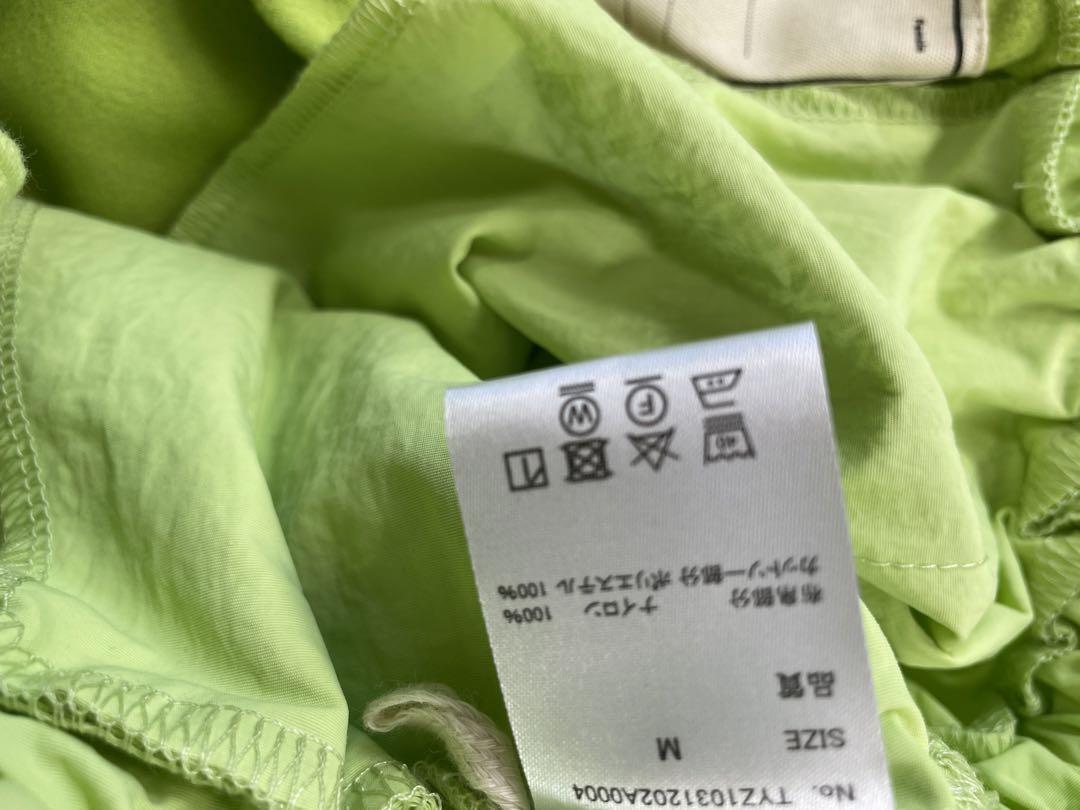 No. TYZ1031202A0004
SIZE M
品質
布帛部分 ナイロン 100%
カットソー部分 ポリエステル 100%
40
F
W